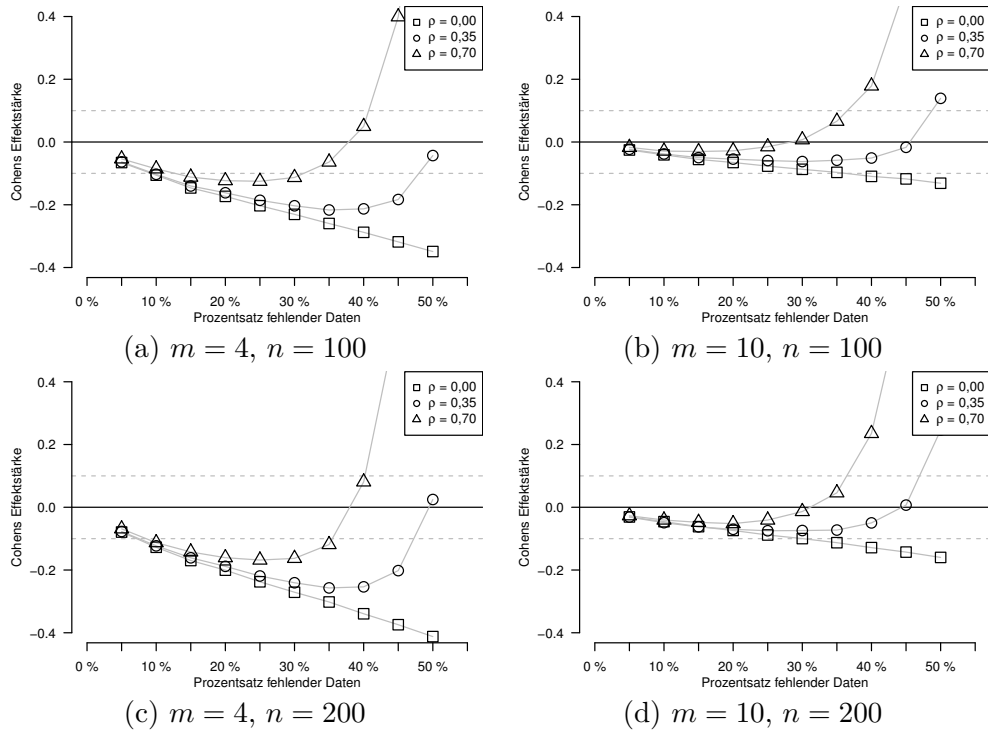 0.4
0.2
0.0
−0.2
−0.4
Cohens Effektstärke
ρ = 0,00
ρ = 0,35
ρ = 0,70
0 % 10 % 20 % 30 % 40 % 50 %
Prozentsatz fehlender Daten
(a) m = 4, n = 100
0.4
0.2
0.0
−0.2
−0.4
Cohens Effektstärke
ρ = 0,00
ρ = 0,35
ρ = 0,70
0 % 10 % 20 % 30 % 40 % 50 %
Prozentsatz fehlender Daten
(b) m = 10, n = 100
0.4
0.2
0.0
−0.2
−0.4
Cohens Effektstärke
ρ = 0,00
ρ = 0,35
ρ = 0,70
0 % 10 % 20 % 30 % 40 % 50 %
Prozentsatz fehlender Daten
(c) m = 4, n = 200
0.4
0.2
0.0
−0.2
−0.4
Cohens Effektstärke
ρ = 0,00
ρ = 0,35
ρ = 0,70
0 % 10 % 20 % 30 % 40 % 50 %
Prozentsatz fehlender Daten
(d) m = 10, n = 200